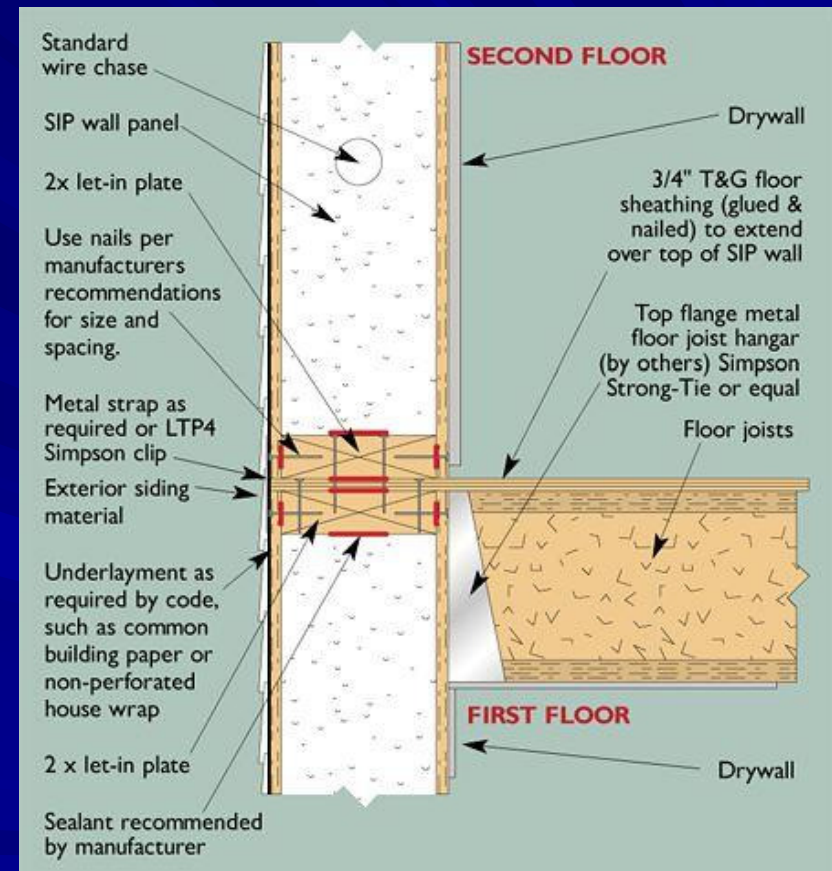 Standard
wire chase
SIP wall panel
2x let-in plate
Use nails per
manufacturers
recommendations
for size and
spacing.
Metal strap as
required or LTP4
Simpson clip
Exterior siding
material
Underlayment as
required by code,
such as common
building paper or
non-perforated
house wrap
2 x let-in plate
Sealant recommended
by manufacturer
SECOND FLOOR
Drywall
3/4" T&G floor
sheathing (glued &
nailed) to extend
over top of SIP wall
Top flange metal
floor joist hangar
(by others) Simpson
Strong-Tie or equal
Floor joists
FIRST FLOOR
Drywall